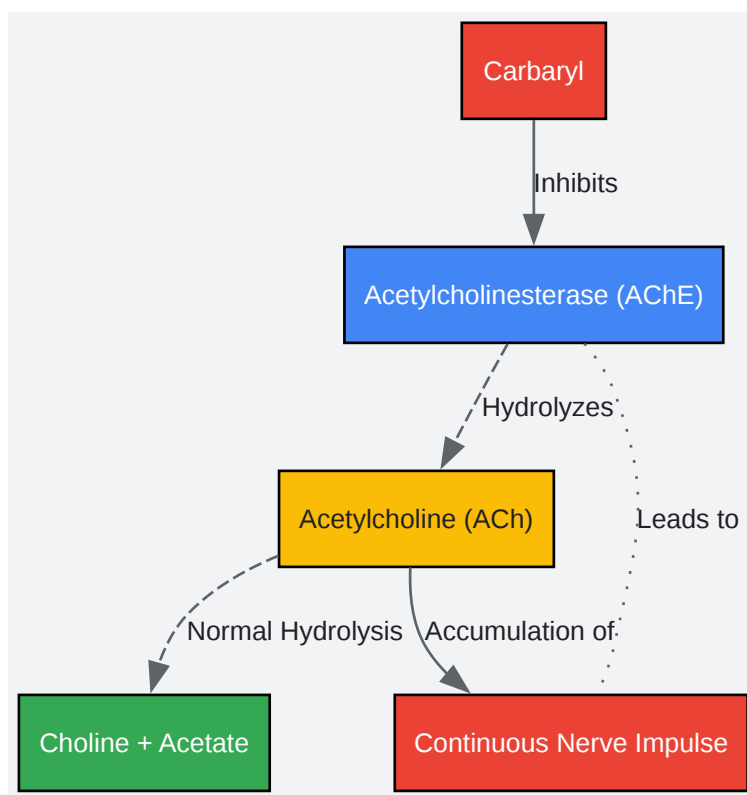 Carbaryl
Inhibits
Acetylcholinesterase (AChE)
Hydrolyzes
Acetylcholine (ACh)
Leads to
Normal Hydrolysis
Accumulation of
Choline + Acetate
Continuous Nerve Impulse